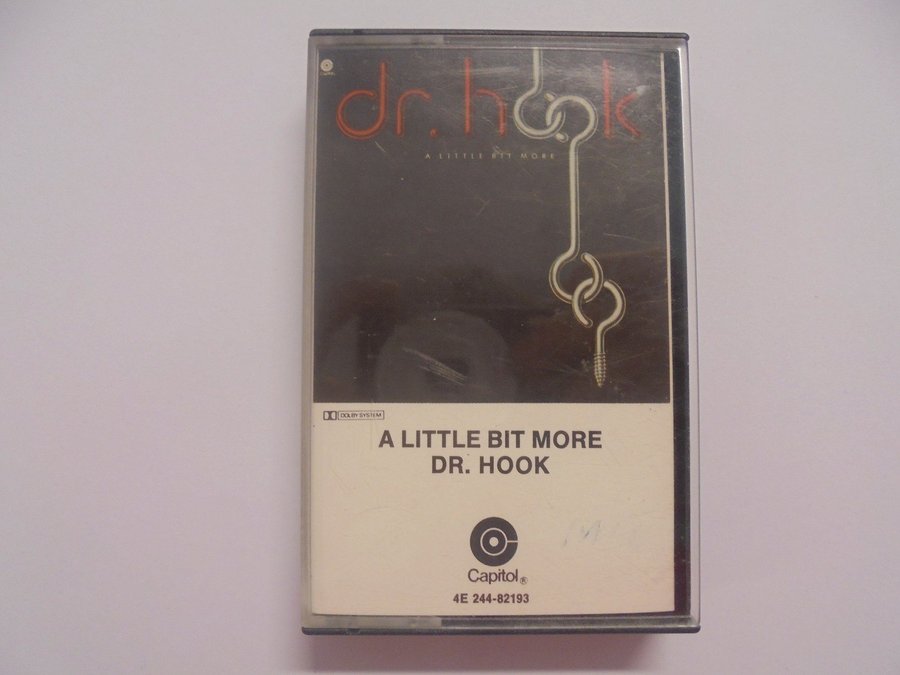 dr. hook
A LITTLE BIT MORE
DOLBY SYSTEM
A LITTLE BIT MORE
DR. HOOK
Capitol®
4E 244-82193